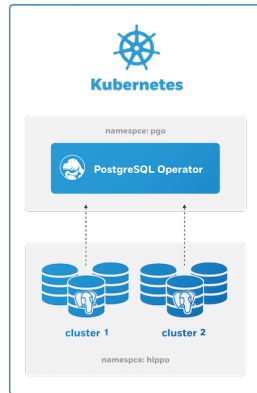 Kubernetes
namespce: pgo
PostgreSQL Operator
cluster 1
cluster 2
namespce: hippo